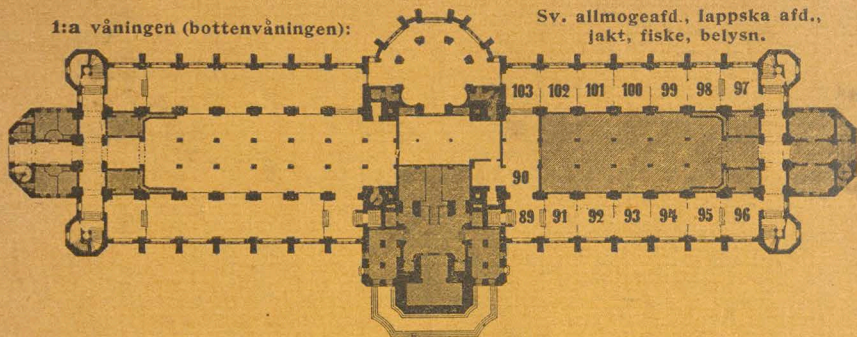 1:a våningen (bottenvåningen):
Sv. allmogeafd., lappska afd.,
jakt, fiske, belysn.
103 102 101 100 99 98 97
90
89 91 92 93 94 95 96